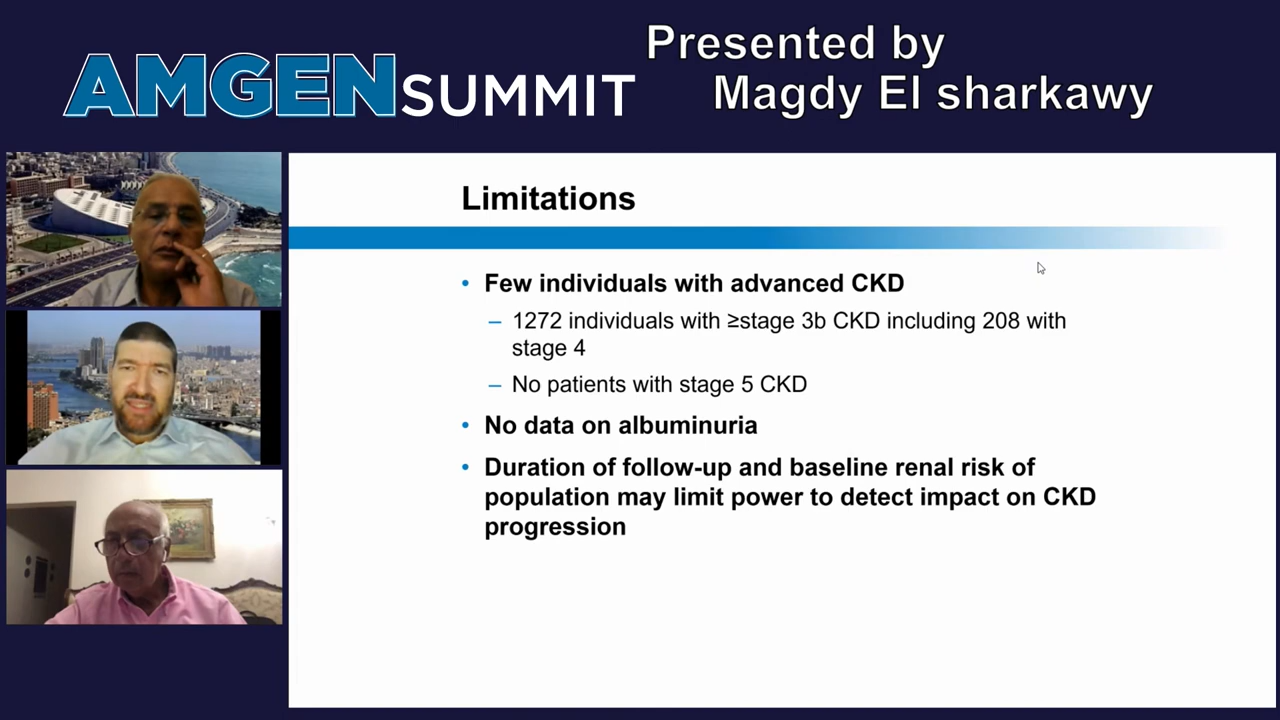 AMGEN SUMMIT
Presented by
Magdy El sharkawy
Limitations
• Few individuals with advanced CKD
– 1272 individuals with ≥stage 3b CKD including 208 with
stage 4
– No patients with stage 5 CKD
• No data on albuminuria
• Duration of follow-up and baseline renal risk of
population may limit power to detect impact on CKD
progression